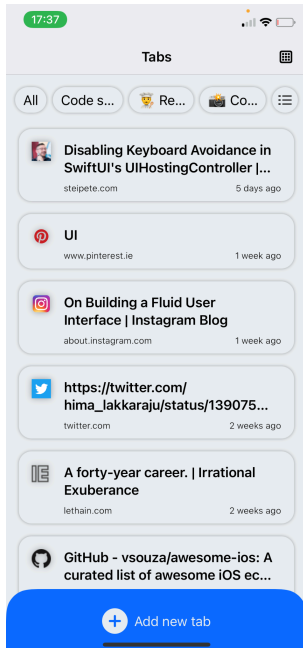 17:37
Tabs
All
Code s...
Re...
Co...
Disabling Keyboard Avoidance in
SwiftUI's UIHostingController |...
steipete.com
5 days ago
UI
www.pinterest.ie
1 week ago
On Building a Fluid User
Interface | Instagram Blog
about.instagram.com
1 week ago
https://twitter.com/
hima_lakkaraju/status/139075...
twitter.com
2 weeks ago
IE
A forty-year career. | Irrational
Exuberance
lethain.com
2 weeks ago
GitHub - vsouza/awesome-ios: A
curated list of awesome iOS ec...
Add new tab